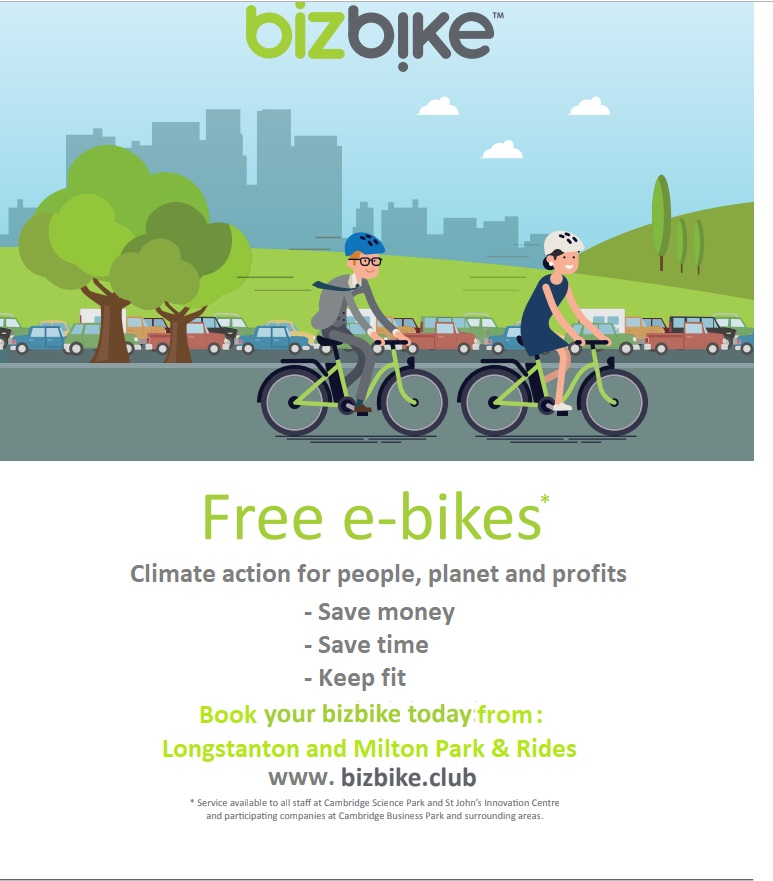 bizbike™
Free e-bikes*
Climate action for people, planet and profits
- Save money
- Save time
- Keep fit
Book your bizbike today from:
Longstanton and Milton Park & Rides
www. bizbike.club
* Service available to all staff at Cambridge Science Park and St John's Innovation Centre
and participating companies at Cambridge Business Park and surrounding areas.